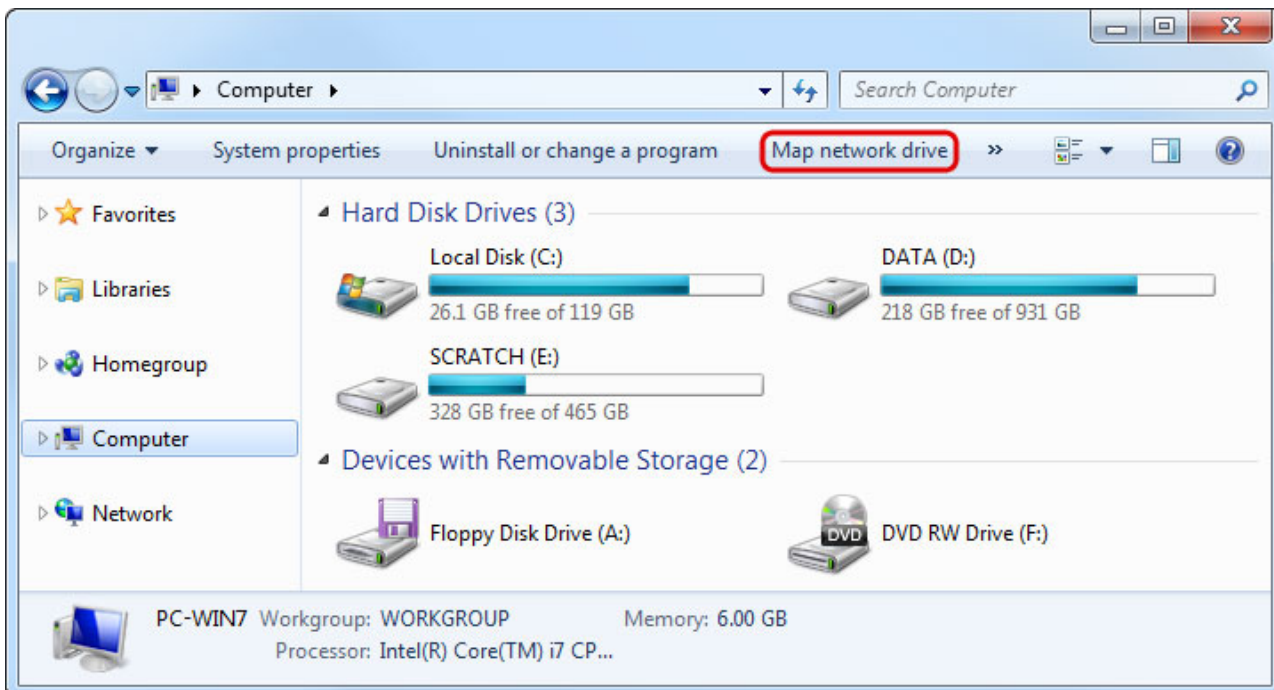 Computer
Search Computer
Organize System properties Uninstall or change a program Map network drive »
Favorites
Libraries
Homegroup
Computer
Network
Hard Disk Drives (3)
Local Disk (C:)
26.1 GB free of 119 GB
DATA (D:)
218 GB free of 931 GB
SCRATCH (E:)
328 GB free of 465 GB
Devices with Removable Storage (2)
Floppy Disk Drive (A:)
DVD
DVD RW Drive (F:)
PC-WIN7 Workgroup: WORKGROUP Memory: 6.00 GB
Processor: Intel(R) Core(TM) i7 CP...